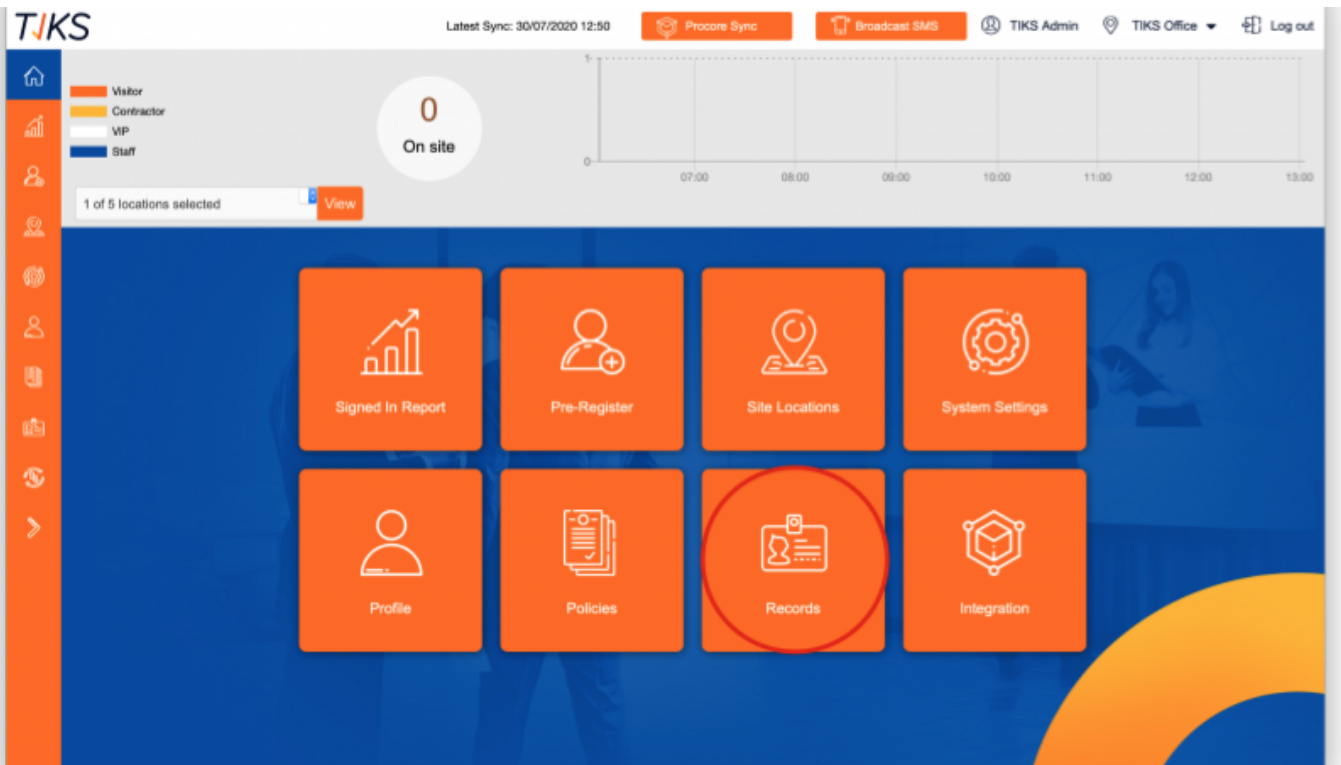 TIKS
Latest Sync: 30/07/2020 12:50
Procore Sync
Broadcast SMS
TIKS Admin
TIKS Office
Log out
Visitor
Contractor
VIP
Staff
0
On site
1
0
07:00 08:00 09:00 10:00 11:00 12:00 13:00
1 of 5 locations selected
View
Signed In Report
Pre-Register
Site Locations
System Settings
Profile
Policies
Records
Integration